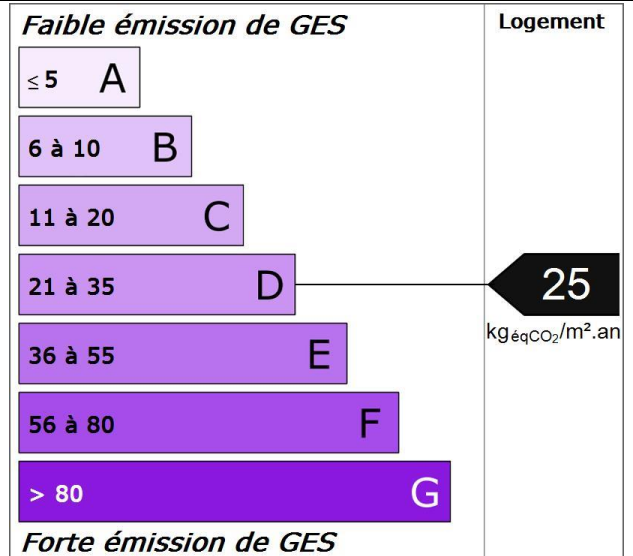 Faible émission de GES
Logement
≤ 5 A
6 à 10 B
11 à 20 C
21 à 35 D
25
kgéqCO₂/m².an
36 à 55 E
56 à 80 F
> 80 G
Forte émission de GES